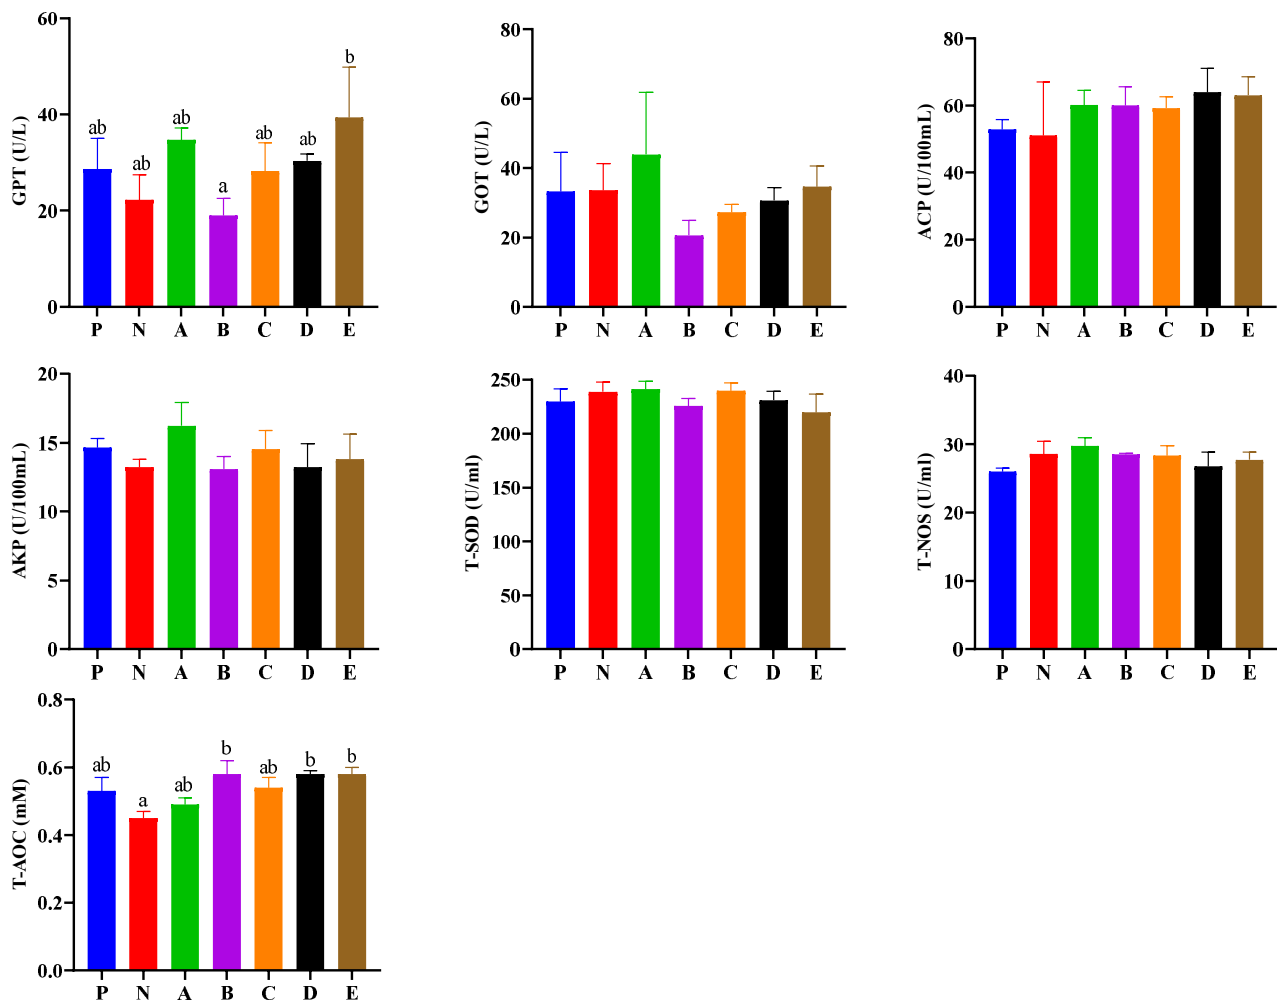 GPT (U/L)
60
40
20
0
ab
ab
ab
a
ab
ab
b
P N A B C D E
GOT (U/L)
80
60
40
20
0
P N A B C D E
ACP (U/100mL)
80
60
40
20
0
P N A B C D E
AKP (U/100mL)
20
15
10
5
0
P N A B C D E
T-SOD (U/ml)
250
200
150
100
50
0
P N A B C D E
T-NOS (U/ml)
40
30
20
10
0
P N A B C D E
T-AOC (mM)
0.8
0.6
0.4
0.2
0.0
ab
a
ab
b
ab
b
b
P N A B C D E